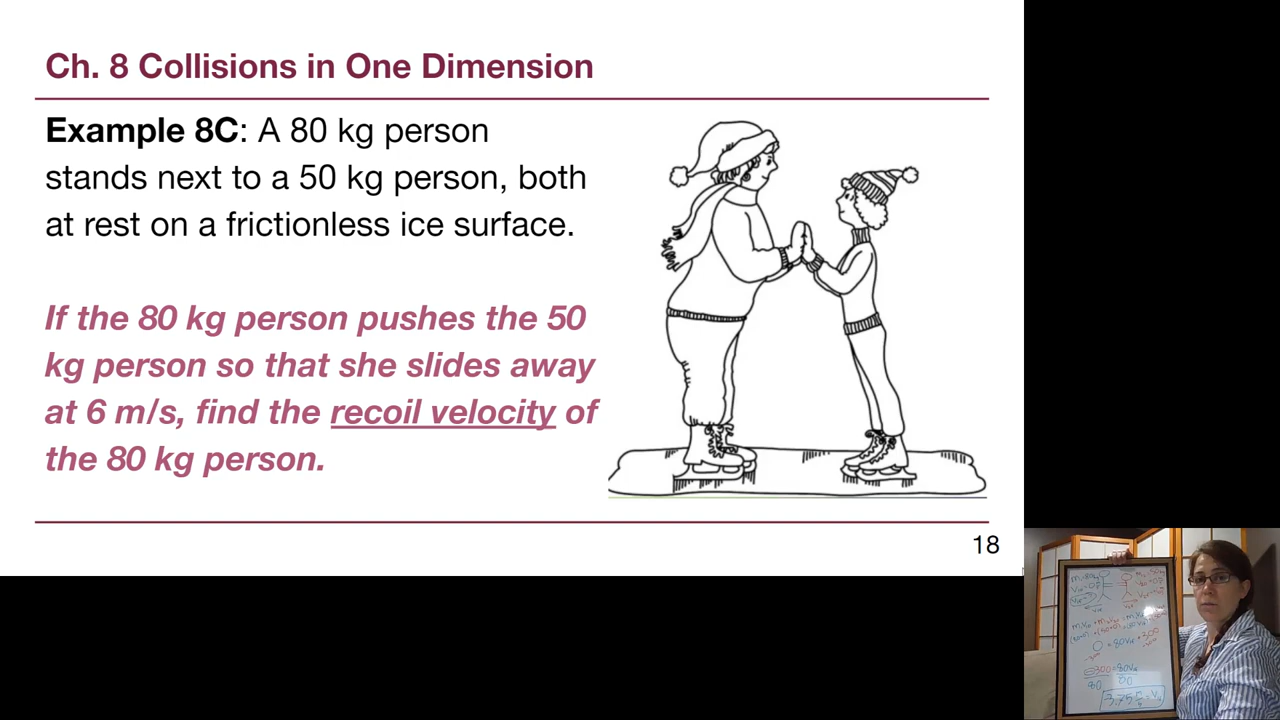 Ch. 8 Collisions in One Dimension
Example 8C: A 80 kg person
stands next to a 50 kg person, both
at rest on a frictionless ice surface.
If the 80 kg person pushes the 50
kg person so that she slides away
at 6 m/s, find the recoil velocity of
the 80 kg person.
18